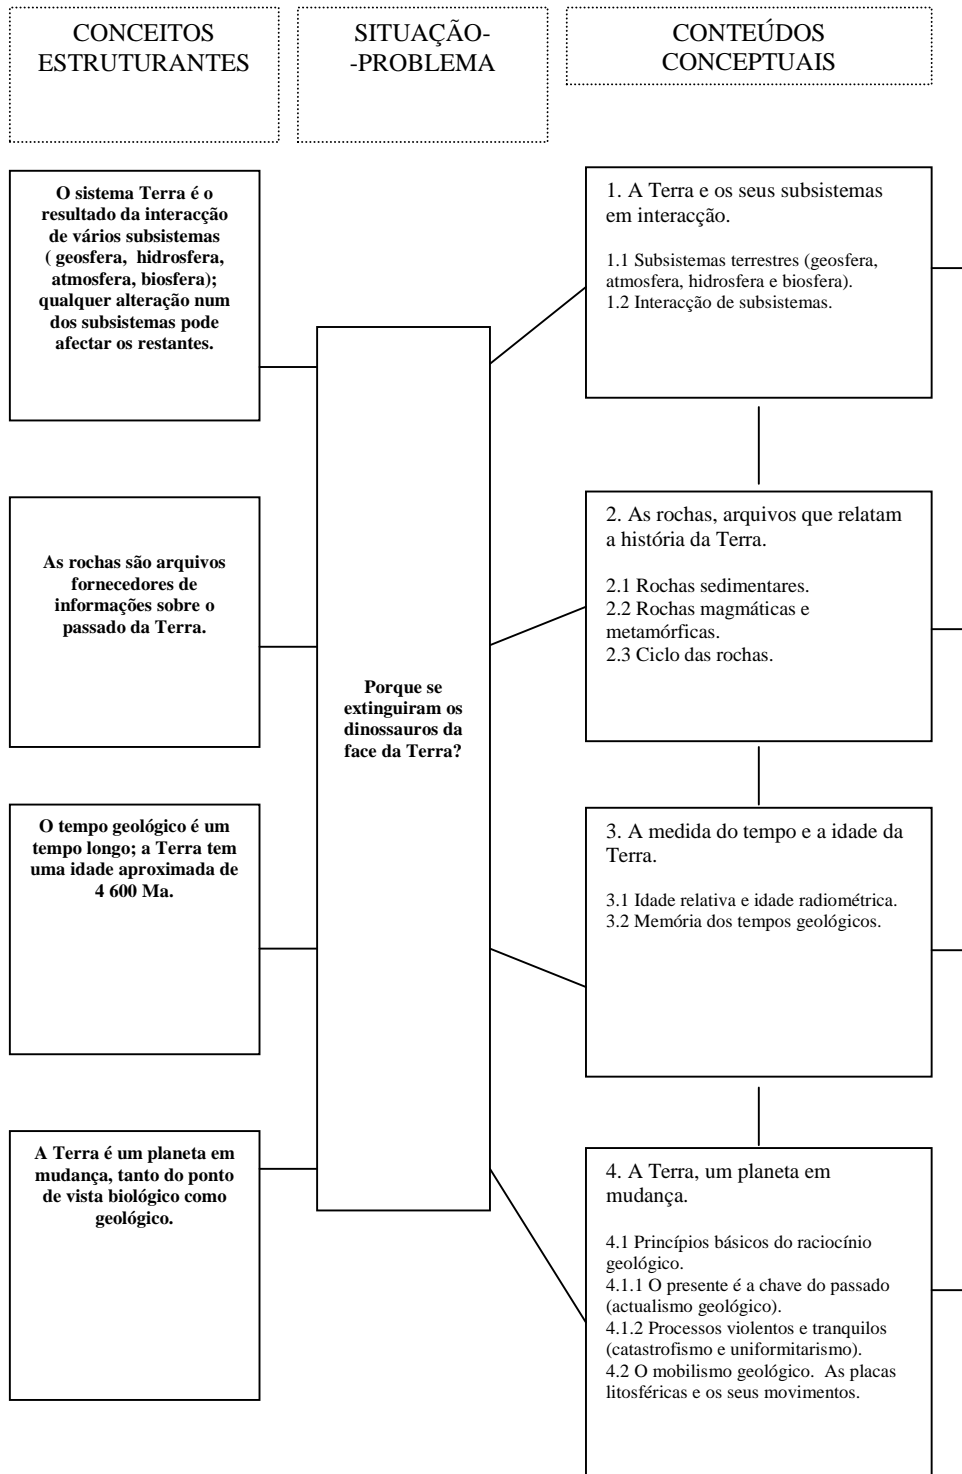 CONCEITOS
ESTRUTURANTES
SITUAÇÃO-
-PROBLEMA
CONTEÚDOS
CONCEPTUAIS
O sistema Terra é o
resultado da interacção
de vários subsistemas
( geosfera, hidrosfera,
atmosfera, biosfera);
qualquer alteração num
dos subsistemas pode
afectar os restantes.
As rochas são arquivos
fornecedores de
informações sobre o
passado da Terra.
O tempo geológico é um
tempo longo; a Terra tem
uma idade aproximada de
4 600 Ma.
A Terra é um planeta em
mudança, tanto do ponto
de vista biológico como
geológico.
Porque se
extinguiram os
dinossauros da
face da Terra?
1. A Terra e os seus subsistemas
em interacção.
1.1 Subsistemas terrestres (geosfera,
atmosfera, hidrosfera e biosfera).
1.2 Interacção de subsistemas.
2. As rochas, arquivos que relatam
a história da Terra.
2.1 Rochas sedimentares.
2.2 Rochas magmáticas e
metamórficas.
2.3 Ciclo das rochas.
3. A medida do tempo e a idade da
Terra.
3.1 Idade relativa e idade radiométrica.
3.2 Memória dos tempos geológicos.
4. A Terra, um planeta em
mudança.
4.1 Princípios básicos do raciocínio
geológico.
4.1.1 O presente é a chave do passado
(actualismo geológico).
4.1.2 Processos violentos e tranquilos
(catastrofismo e uniformitarismo).
4.2 O mobilismo geológico. As placas
litosféricas e os seus movimentos.